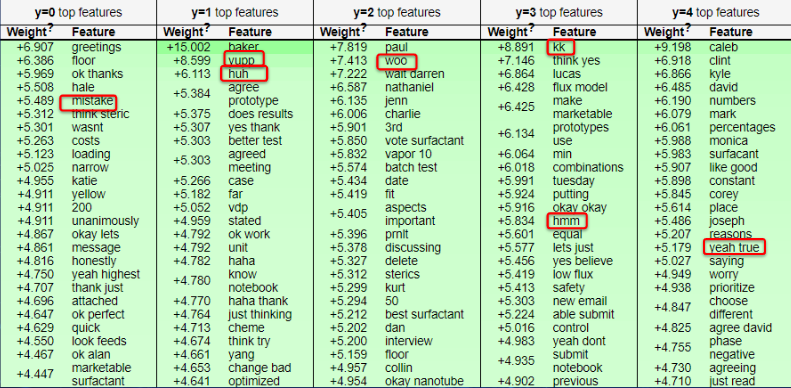 y=0 top features
Weight? Feature
+6.907 greetings
+6.386 floor
+5.969 ok thanks
+5.508 hale
+5.489 mistake
+5.312 think steric
+5.301 wasnt
+5.263 costs
+5.123 loading
+5.025 narrow
+4.955 katie
+4.911 yellow
+4.911 200
+4.911 unanimously
+4.867 okay lets
+4.861 message
+4.816 honestly
+4.750 yeah highest
+4.707 thank just
+4.696 attached
+4.647 ok perfect
+4.629 quick
+4.550 look feeds
+4.467 ok alan
+4.447 marketable
surfactant
y=1 top features
Weight? Feature
+15.002 baker
+8.599 yupp
+6.113 huh
+5.384 agree
prototype
+5.375 does results
+5.307 yes thank
+5.303 better test
+5.303 agreed
meeting
+5.266 case
+5.182 far
+5.052 vdp
+4.959 stated
+4.792 ok work
+4.792 unit
+4.782 haha
+4.780 know
notebook
+4.770 haha thank
+4.764 just thinking
+4.713 cheme
+4.674 think try
+4.661 yang
+4.653 change bad
+4.641 optimized
y=2 top features
Weight? Feature
+7.819 paul
+7.413 woo
+7.222 wait darren
+6.587 nathaniel
+6.135 jenn
+6.006 charlie
+5.901 3rd
+5.850 vote surfactant
+5.832 vapor 10
+5.574 batch test
+5.434 date
+5.419 fit
+5.405 aspects
important
+5.396 prnlt
+5.378 discussing
+5.327 delete
+5.312 sterics
+5.299 kurt
+5.294 50
+5.212 best surfactant
+5.202 dan
+5.200 interview
+5.159 floor
+4.957 collin
+4.954 okay nanotube
y=3 top features
Weight? Feature
+8.891 kk
+7.146 think yes
+6.864 lucas
+6.428 flux model
+6.425 make
marketable
+6.134 prototypes
use
+6.064 min
+6.018 combinations
+5.991 tuesday
+5.924 putting
+5.916 okay okay
+5.834 hmm
+5.601 equal
+5.577 lets just
+5.456 yes believe
+5.419 low flux
+5.413 safety
+5.303 new email
+5.224 able submit
+5.016 control
+4.983 yeah dont
+4.935 submit
notebook
+4.902 previous
y=4 top features
Weight? Feature
+9.198 caleb
+6.918 clint
+6.866 kyle
+6.485 david
+6.190 numbers
+6.079 mark
+6.061 percentages
+5.988 monica
+5.983 surfacant
+5.907 like good
+5.898 constant
+5.845 corey
+5.614 place
+5.486 joseph
+5.207 reasons
+5.179 yeah true
+5.027 saying
+4.949 worry
+4.938 prioritize
+4.847 choose
different
+4.825 agree david
+4.755 phase
negative
+4.730 agreeing
+4.710 just read